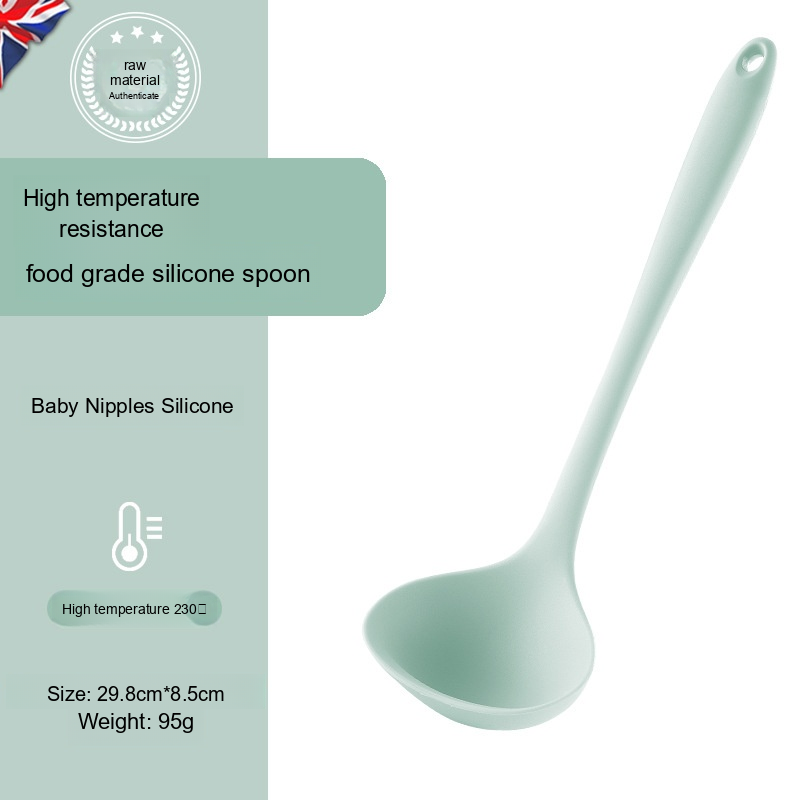 raw
material
Authenticate
High temperature
resistance
food grade silicone spoon
Baby Nipples Silicone
High temperature 230□
Size: 29.8cm*8.5cm
Weight: 95g